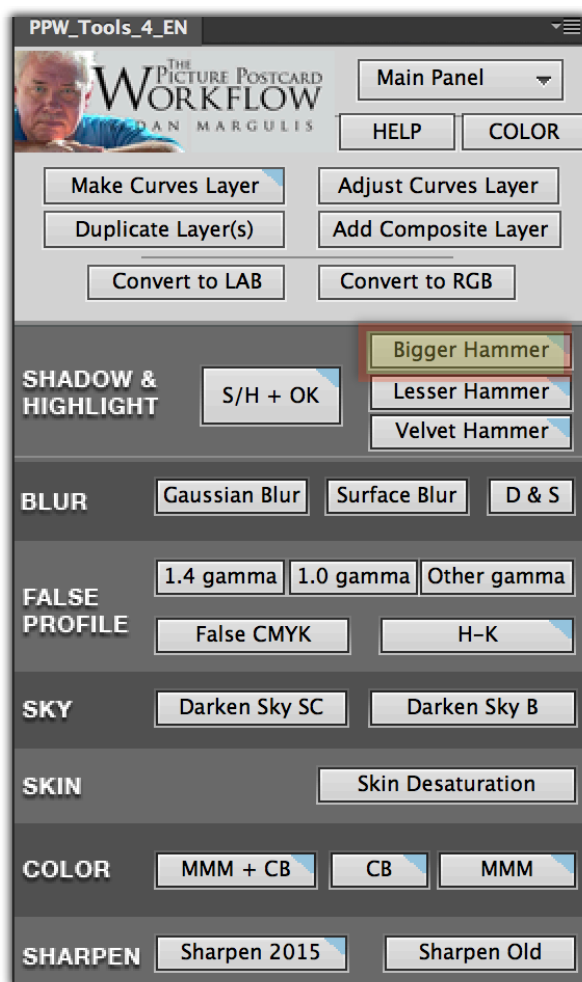 PPW_Tools_4_EN
THE
PICTURE POSTCARD
WORKFLOW
DAN MARGULIS
Main Panel
HELP COLOR
Make Curves Layer Adjust Curves Layer
Duplicate Layer(s) Add Composite Layer
Convert to LAB Convert to RGB
SHADOW &
HIGHLIGHT
S/H + OK
Bigger Hammer
Lesser Hammer
Velvet Hammer
BLUR Gaussian Blur Surface Blur D & S
FALSE
PROFILE
1.4 gamma 1.0 gamma Other gamma
False CMYK H-K
SKY Darken Sky SC Darken Sky B
SKIN Skin Desaturation
COLOR MMM + CB CB MMM
SHARPEN Sharpen 2015 Sharpen Old